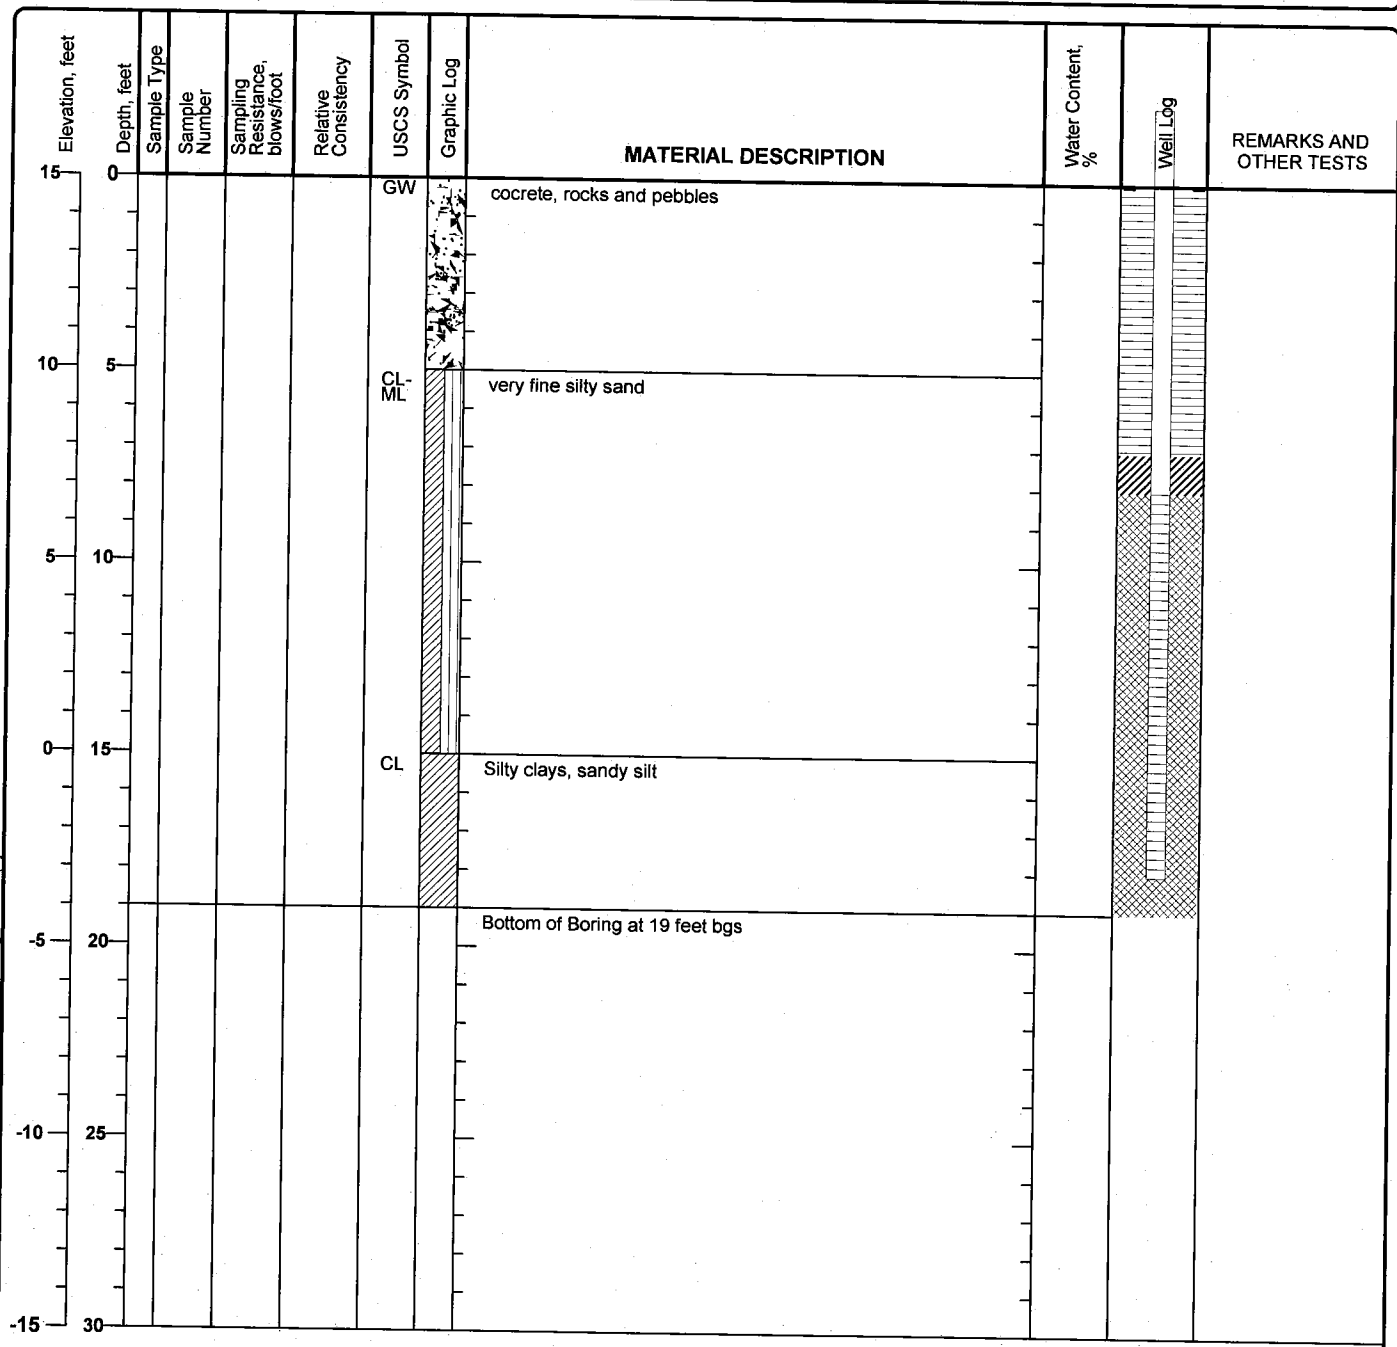 Elevation, feet
Depth, feet
Sample Type
Sample
Number
Sampling
Resistance,
blows/foot
Relative
Consistency
USCS Symbol
Graphic Log
MATERIAL DESCRIPTION
Water Content,
%
Well Log
REMARKS AND
OTHER TESTS
15 0
GW cocrete, rocks and pebbles
10 5
CL-
ML
very fine silty sand
5 10
0 15
CL Silty clays, sandy silt
Bottom of Boring at 19 feet bgs
-5 20
-10 25
-15 30